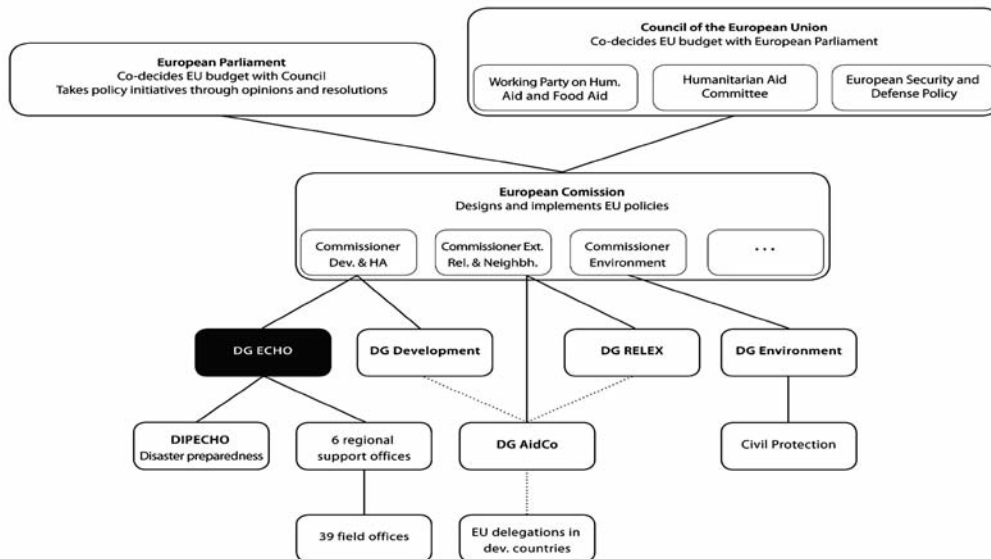 European Parliament
Co-decides EU budget with Council
Takes policy initiatives through opinions and resolutions
Council of the European Union
Co-decides EU budget with European Parliament
Working Party on Hum.
Aid and Food Aid
Humanitarian Aid
Committee
European Security and
Defense Policy
European Comission
Designs and implements EU policies
Commissioner
Dev. & HA
Commissioner Ext.
Rel. & Neighbh.
Commissioner
Environment
...
DG ECHO
DG Development
DG RELEX
DG Environment
DIPECHO
Disaster preparedness
6 regional
support offices
DG AidCo
Civil Protection
39 field offices
EU delegations in
dev. countries